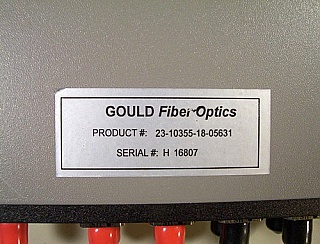 GOULD Fiber Optics
PRODUCT #: 23-10355-18-05631
SERIAL #: H 16807